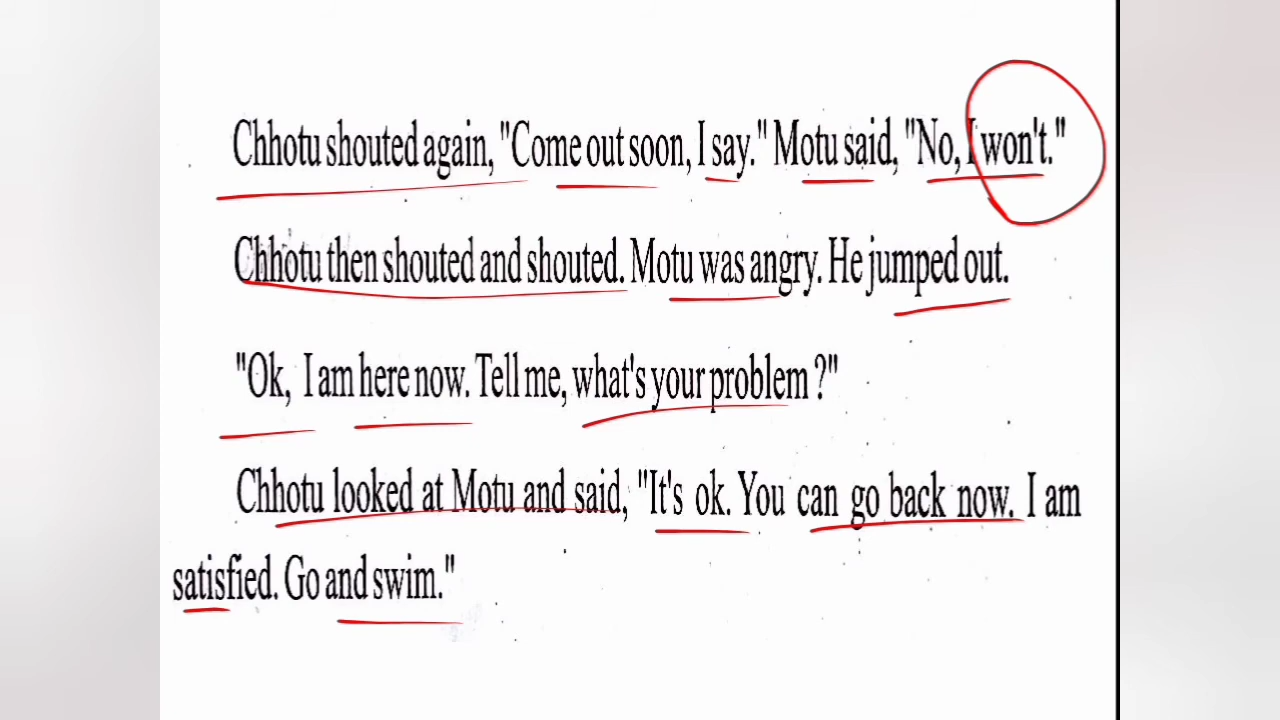 Chhotu shouted again, "Come out soon, I say." Motu said, "No, I won't."
Chhotu then shouted and shouted. Motu was angry. He jumped out.
"Ok, I am here now. Tell me, what's your problem ?"
Chhotu looked at Motu and said, "It's ok. You can go back now. I am
satisfied. Go and swim."